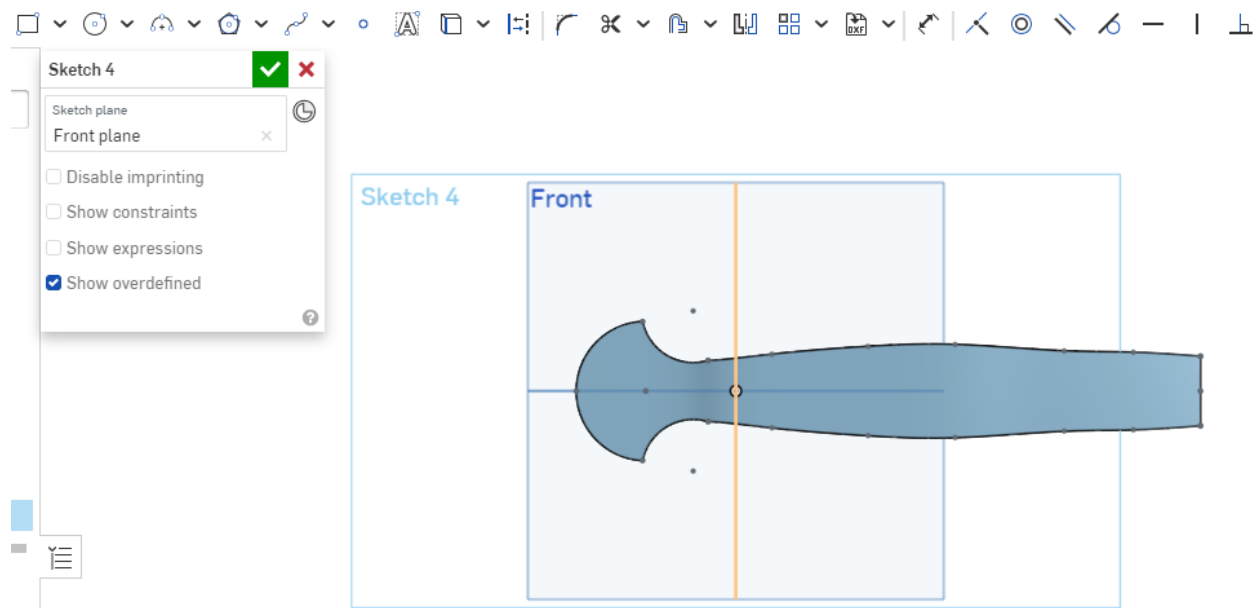 DXF
Sketch 4
Sketch plane
Front plane
Disable imprinting
Show constraints
Show expressions
Show overdefined
?
Sketch 4
Front